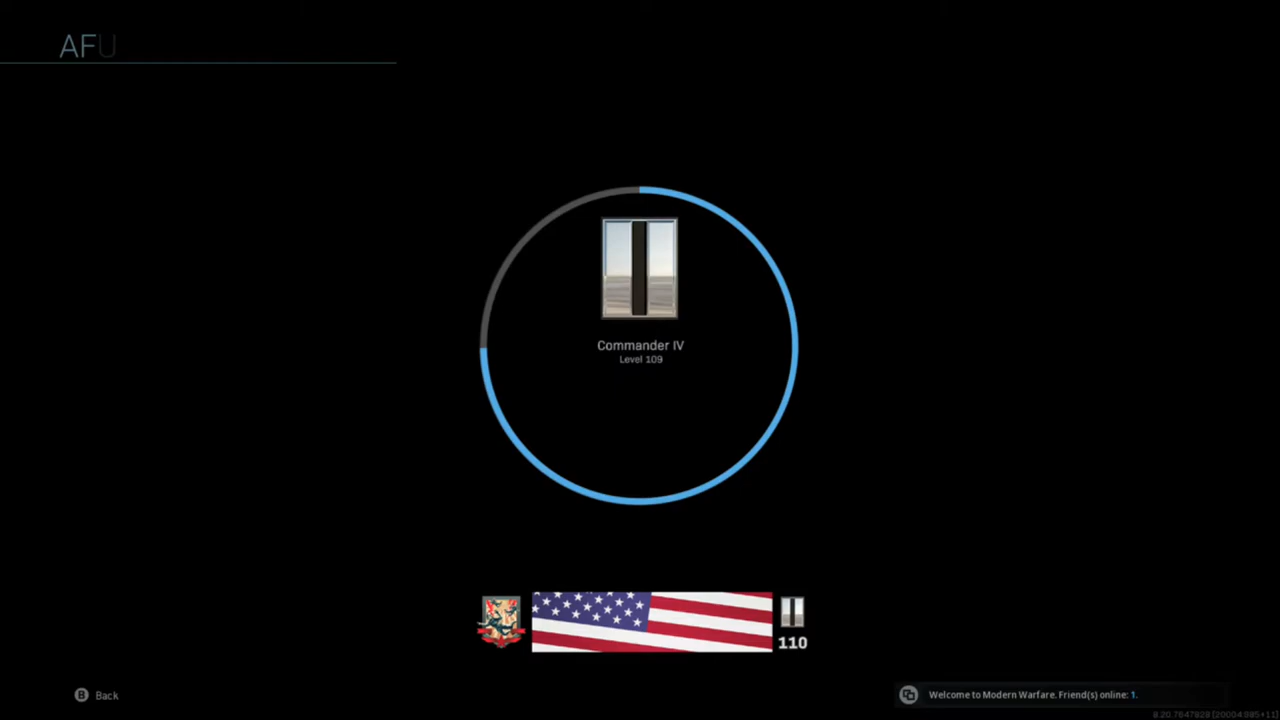 AFU
Commander IV
Level 109
110
Back
Welcome to Modern Warfare. Friend(s) online: 1.